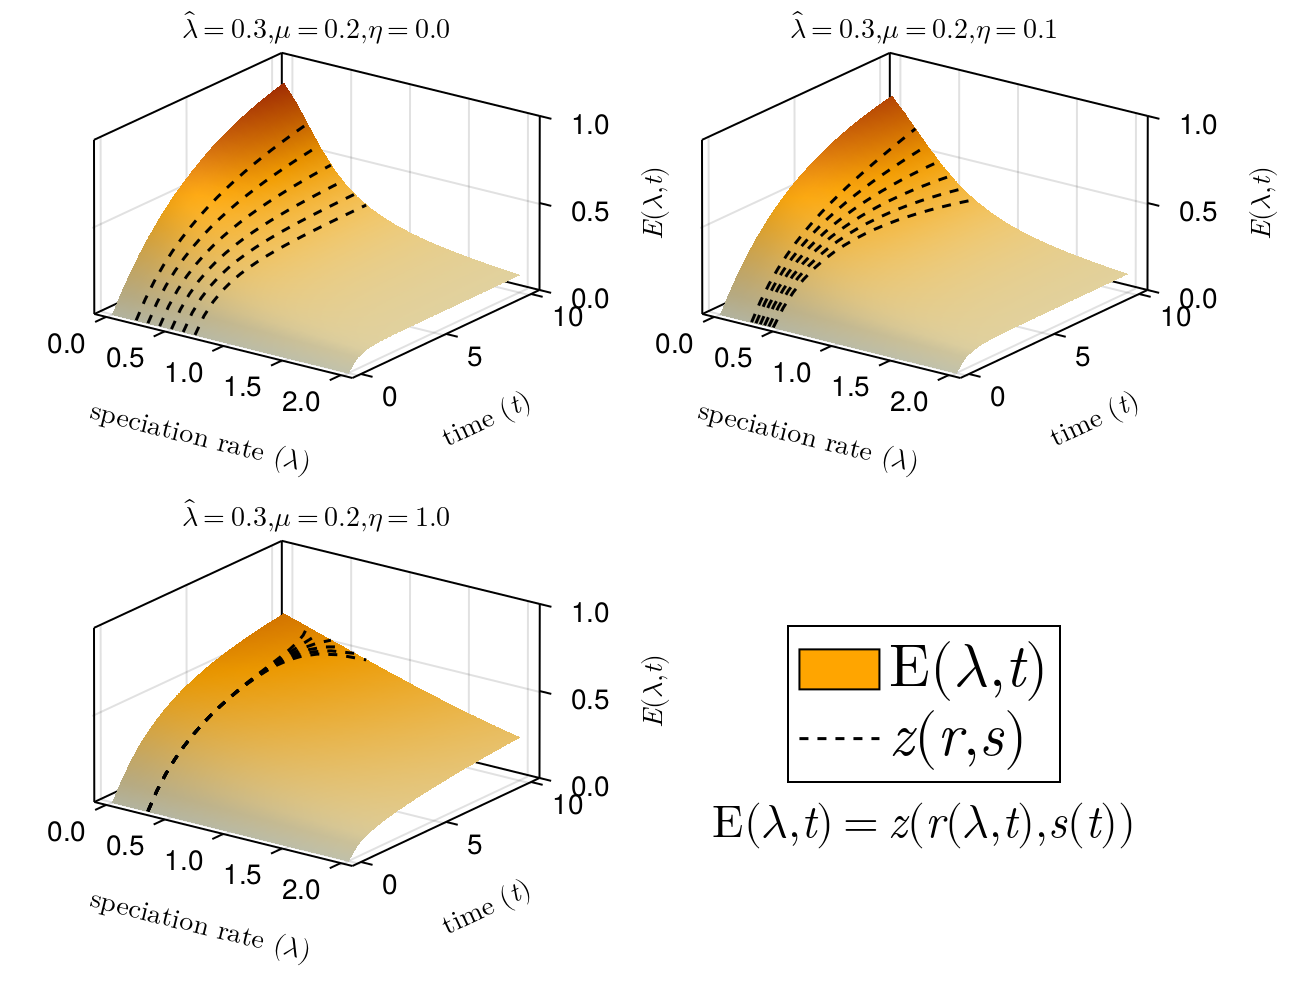 λ̂ = 0.3,μ = 0.2,η = 0.0
1.0
0.5
0.0
E(λ,t)
0.0
0.5
1.0
1.5
2.0
speciation rate (λ)
0
5
10
time (t)
λ̂ = 0.3,μ = 0.2,η = 0.1
1.0
0.5
0.0
E(λ,t)
0.0
0.5
1.0
1.5
2.0
speciation rate (λ)
0
5
10
time (t)
λ̂ = 0.3,μ = 0.2,η = 1.0
1.0
0.5
0.0
E(λ,t)
0.0
0.5
1.0
1.5
2.0
speciation rate (λ)
0
5
10
time (t)
E(λ,t)
z(r,s)
E(λ,t) = z(r(λ,t),s(t))